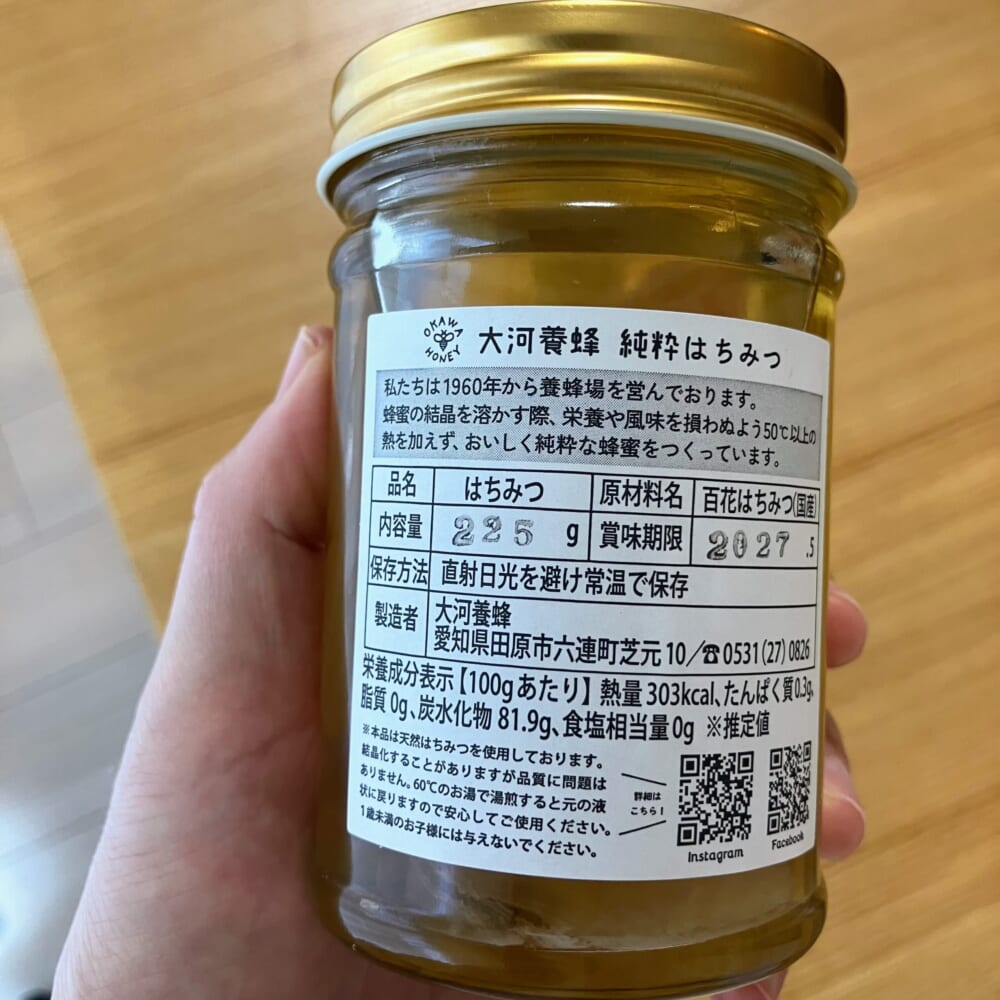 OKAWA HONEY
大河養蜂 純粋はちみつ
私たちは1960年から養蜂場を営んでおります。
蜂蜜の結晶を溶かす際、栄養や風味を損わぬよう50℃以上の
熱を加えず、おいしく純粋な蜂蜜をつくっています。
品名 はちみつ 原材料名 百花はちみつ(国産)
内容量 225 g 賞味期限 2027 .5
保存方法 直射日光を避け常温で保存
製造者 大河養蜂
愛知県田原市六連町芝元10/☎0531(27)0826
栄養成分表示【100gあたり】熱量303kcal、たんぱく質0.3g、
脂質0g、炭水化物81.9g、食塩相当量0g ※推定値
※本品は天然はちみつを使用しております。
結晶化することがありますが品質に問題は
ありません。60℃のお湯で湯煎すると元の液
状に戻りますので安心してご使用ください。
1歳未満のお子様には与えないでください。
詳細は
こちら!
Instagram
Facebook